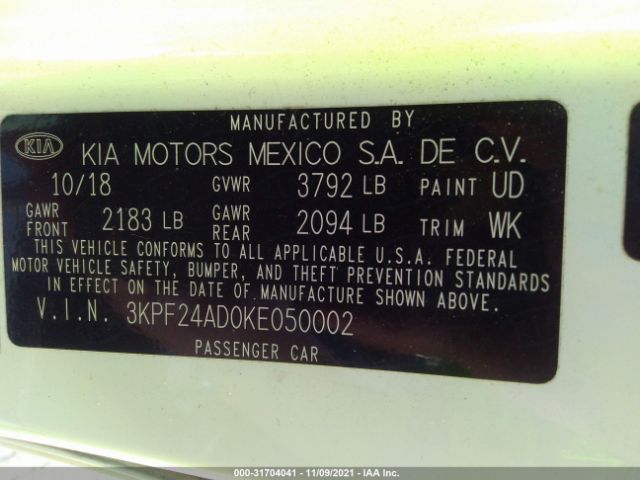 MANUFACTURED BY
KIA KIA MOTORS MEXICO S.A. DE C.V.
10/18 GVWR 3792 LB PAINT UD
GAWR FRONT 2183 LB GAWR REAR 2094 LB TRIM WK
THIS VEHICLE CONFORMS TO ALL APPLICABLE U.S.A. FEDERAL
MOTOR VEHICLE SAFETY, BUMPER, AND THEFT PREVENTION STANDARDS
IN EFFECT ON THE DATE OF MANUFACTURE SHOWN ABOVE.
V.I.N. 3KPF24AD0KE050002
PASSENGER CAR
000-31704041 - 11/09/2021 - IAAI.com